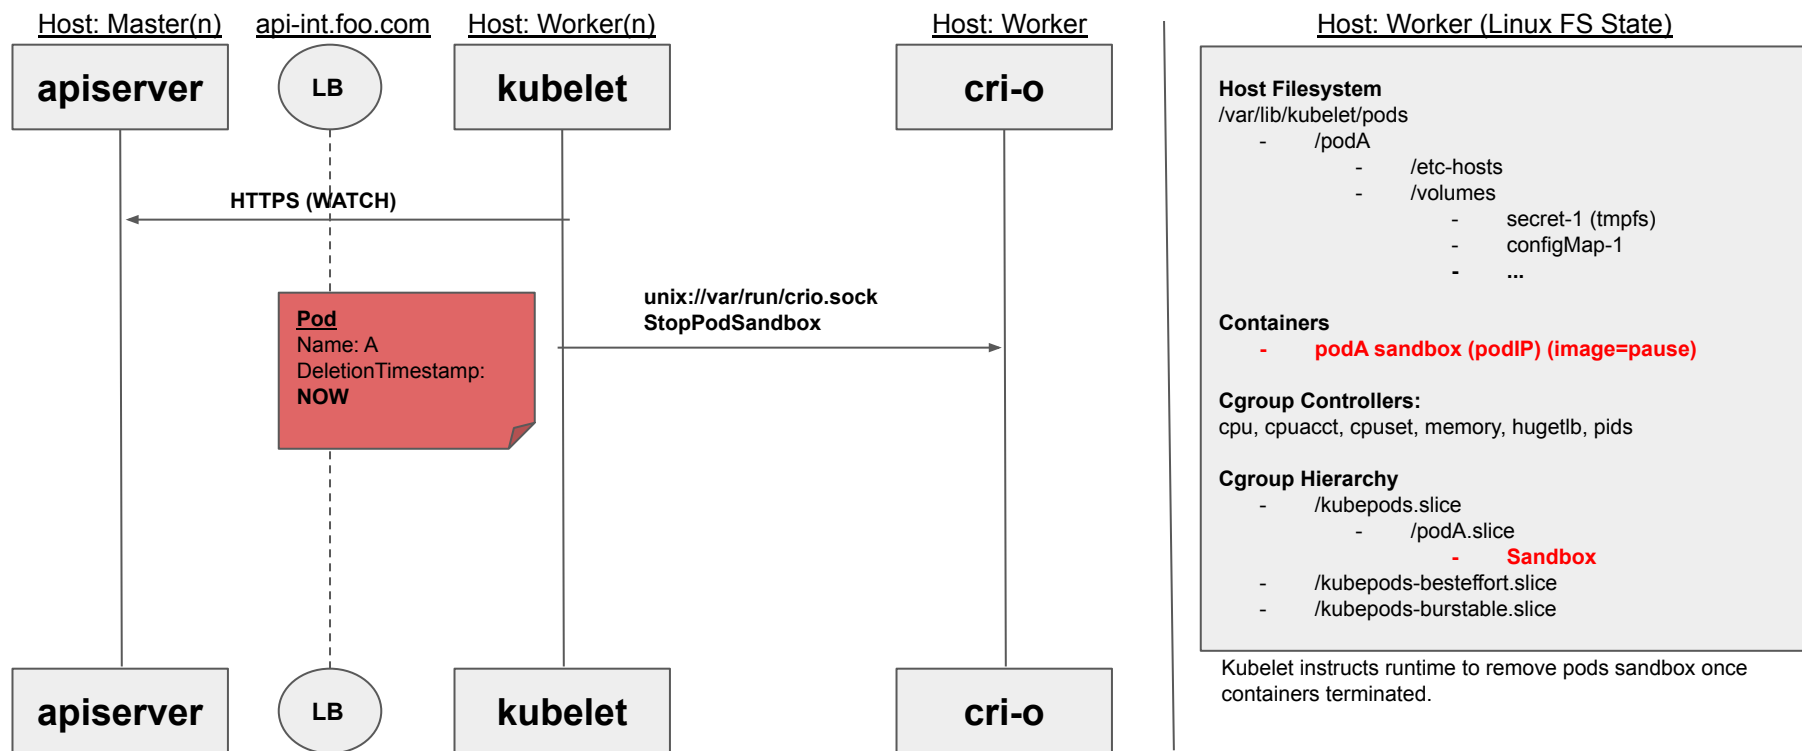 Host: Master(n)
api-int.foo.com
Host: Worker(n)
Host: Worker
Host: Worker (Linux FS State)
apiserver
LB
kubelet
cri-o
HTTPS (WATCH)
Pod
Name: A
DeletionTimestamp:
NOW
unix://var/run/crio.sock
StopPodSandbox
Host Filesystem
/var/lib/kubelet/pods
- /podA
- /etc-hosts
- /volumes
- secret-1 (tmpfs)
- configMap-1
- ...
Containers
- podA sandbox (podIP) (image=pause)
Cgroup Controllers:
cpu, cpuacct, cpuset, memory, hugetlb, pids
Cgroup Hierarchy
- /kubepods.slice
- /podA.slice
- Sandbox
- /kubepods-besteffort.slice
- /kubepods-burstable.slice
Kubelet instructs runtime to remove pods sandbox once
containers terminated.
apiserver
LB
kubelet
cri-o